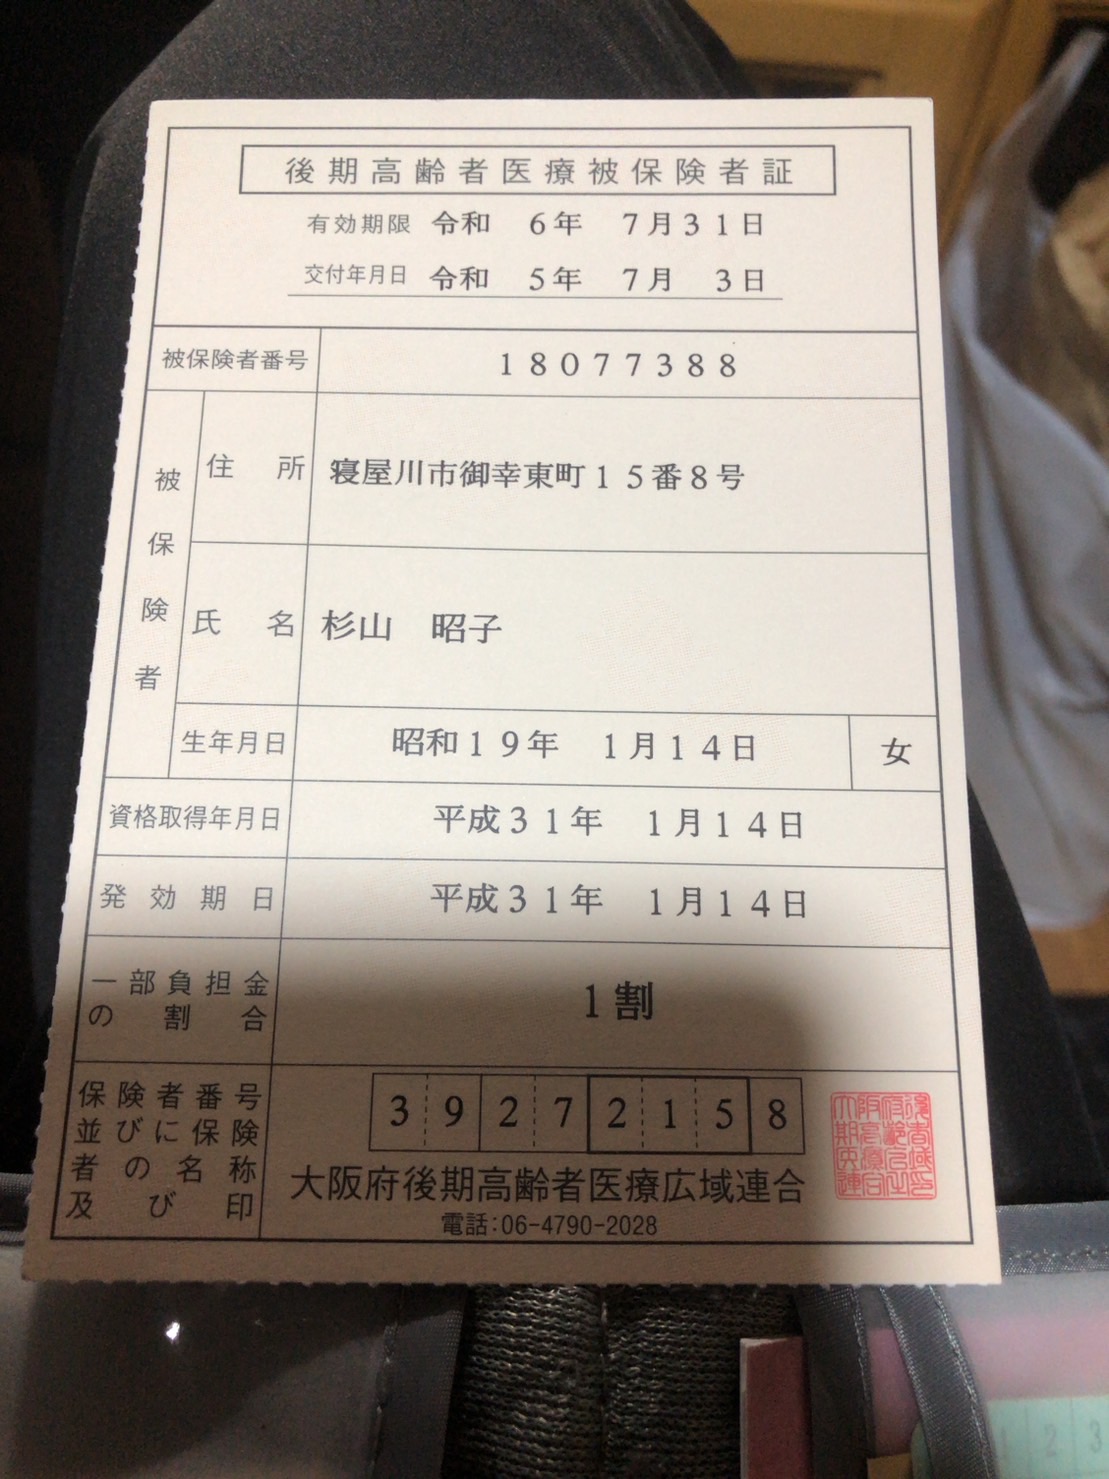 後期高齢者医療被保険者証
有効期限 令和 6年 7月31日
交付年月日 令和 5年 7月 3日
被保険者番号 18077388
被保険者
住所 寝屋川市御幸東町15番8号
氏名 杉山 昭子
生年月日 昭和19年 1月14日 女
資格取得年月日 平成31年 1月14日
発効期日 平成31年 1月14日
一部負担金の割合 1割
保険者番号並びに保険者の名称及び印
39272158
大阪府後期高齢者医療広域連合
電話:06-4790-2028
2 3